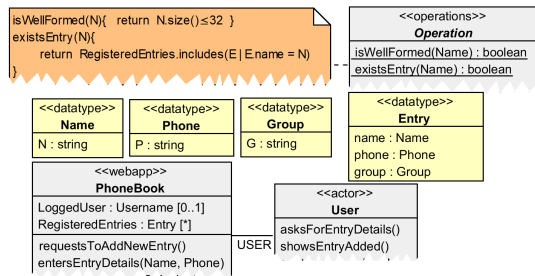 isWellFormed(N){ return N.size()≤32 }
existsEntry(N){
return RegisteredEntries.includes(E | E.name = N)
}
<<operations>>
Operation
isWellFormed(Name) : boolean
existsEntry(Name) : boolean
<<datatype>>
Name
N : string
<<datatype>>
Phone
P : string
<<datatype>>
Group
G : string
<<datatype>>
Entry
name : Name
phone : Phone
group : Group
<<webapp>>
PhoneBook
LoggedUser : Username [0..1]
RegisteredEntries : Entry [*]
requestsToAddNewEntry()
entersEntryDetails(Name, Phone)
USER
<<actor>>
User
asksForEntryDetails()
showsEntryAdded()